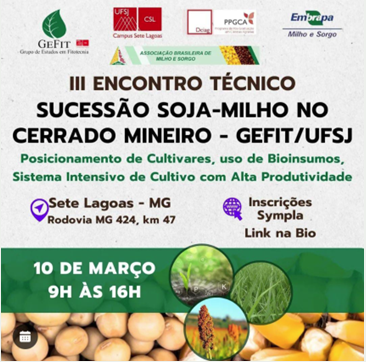 GEFIT
Grupo de Estudos em Fitotecnia
UFSJ
CSL
Campus Sete Lagoas
PPGCA
Embrapa
Milho e Sorgo
ASSOCIAÇÃO BRASILEIRA
DE MILHO E SORGO
III ENCONTRO TÉCNICO
SUCESSÃO SOJA-MILHO NO
CERRADO MINEIRO - GEFIT/UFSJ
Posicionamento de Cultivares, uso de Bioinsumos,
Sistema Intensivo de Cultivo com Alta Produtividade
Sete Lagoas - MG
Rodovia MG 424, km 47
Inscrições
Sympla
Link na Bio
10 DE MARÇO
9H ÀS 16H